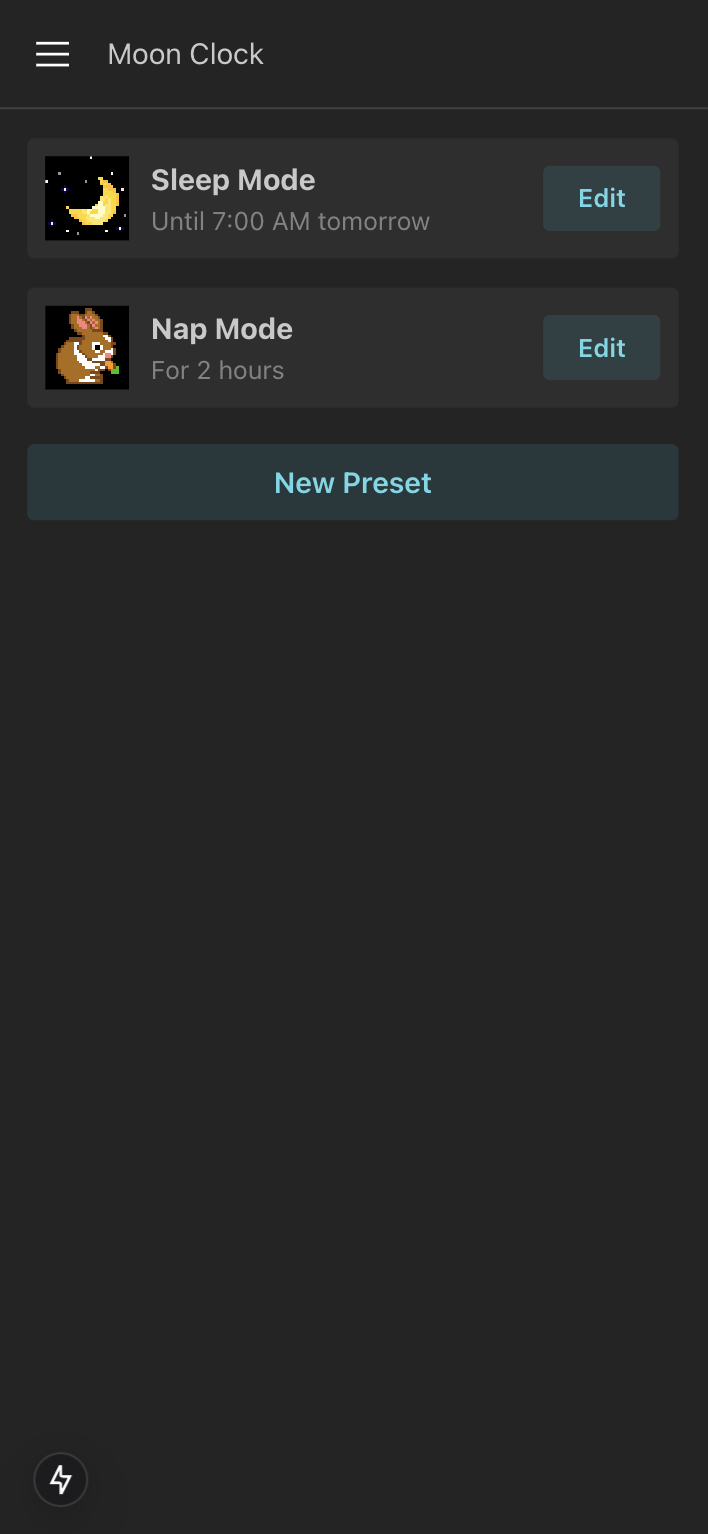 Moon Clock
Sleep Mode
Until 7:00 AM tomorrow
Edit
Nap Mode
For 2 hours
Edit
New Preset